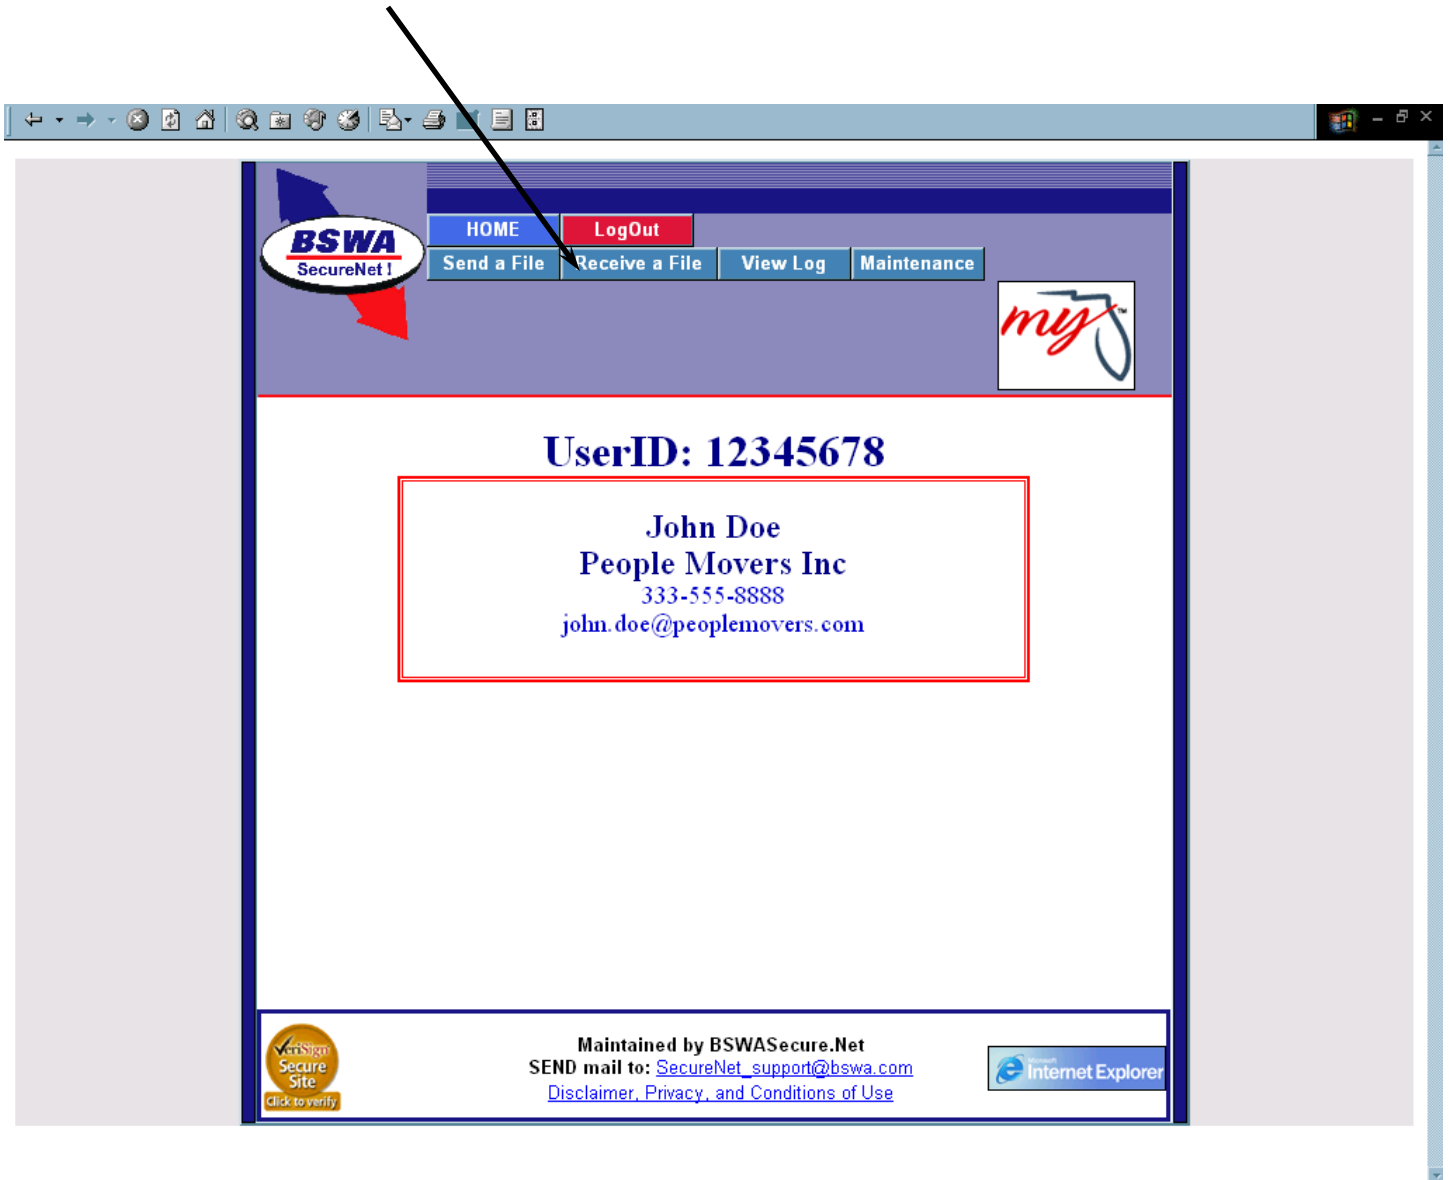 HOME LogOut
BSWA
SecureNet !
Send a File Receive a File View Log Maintenance
my
TM
UserID: 12345678
John Doe
People Movers Inc
333-555-8888
john.doe@peoplemovers.com
VeriSign
Secure
Site
Click to verify
Maintained by BSWASecure.Net
SEND mail to: SecureNet_support@bswa.com
Disclaimer, Privacy, and Conditions of Use
Microsoft
Internet Explorer